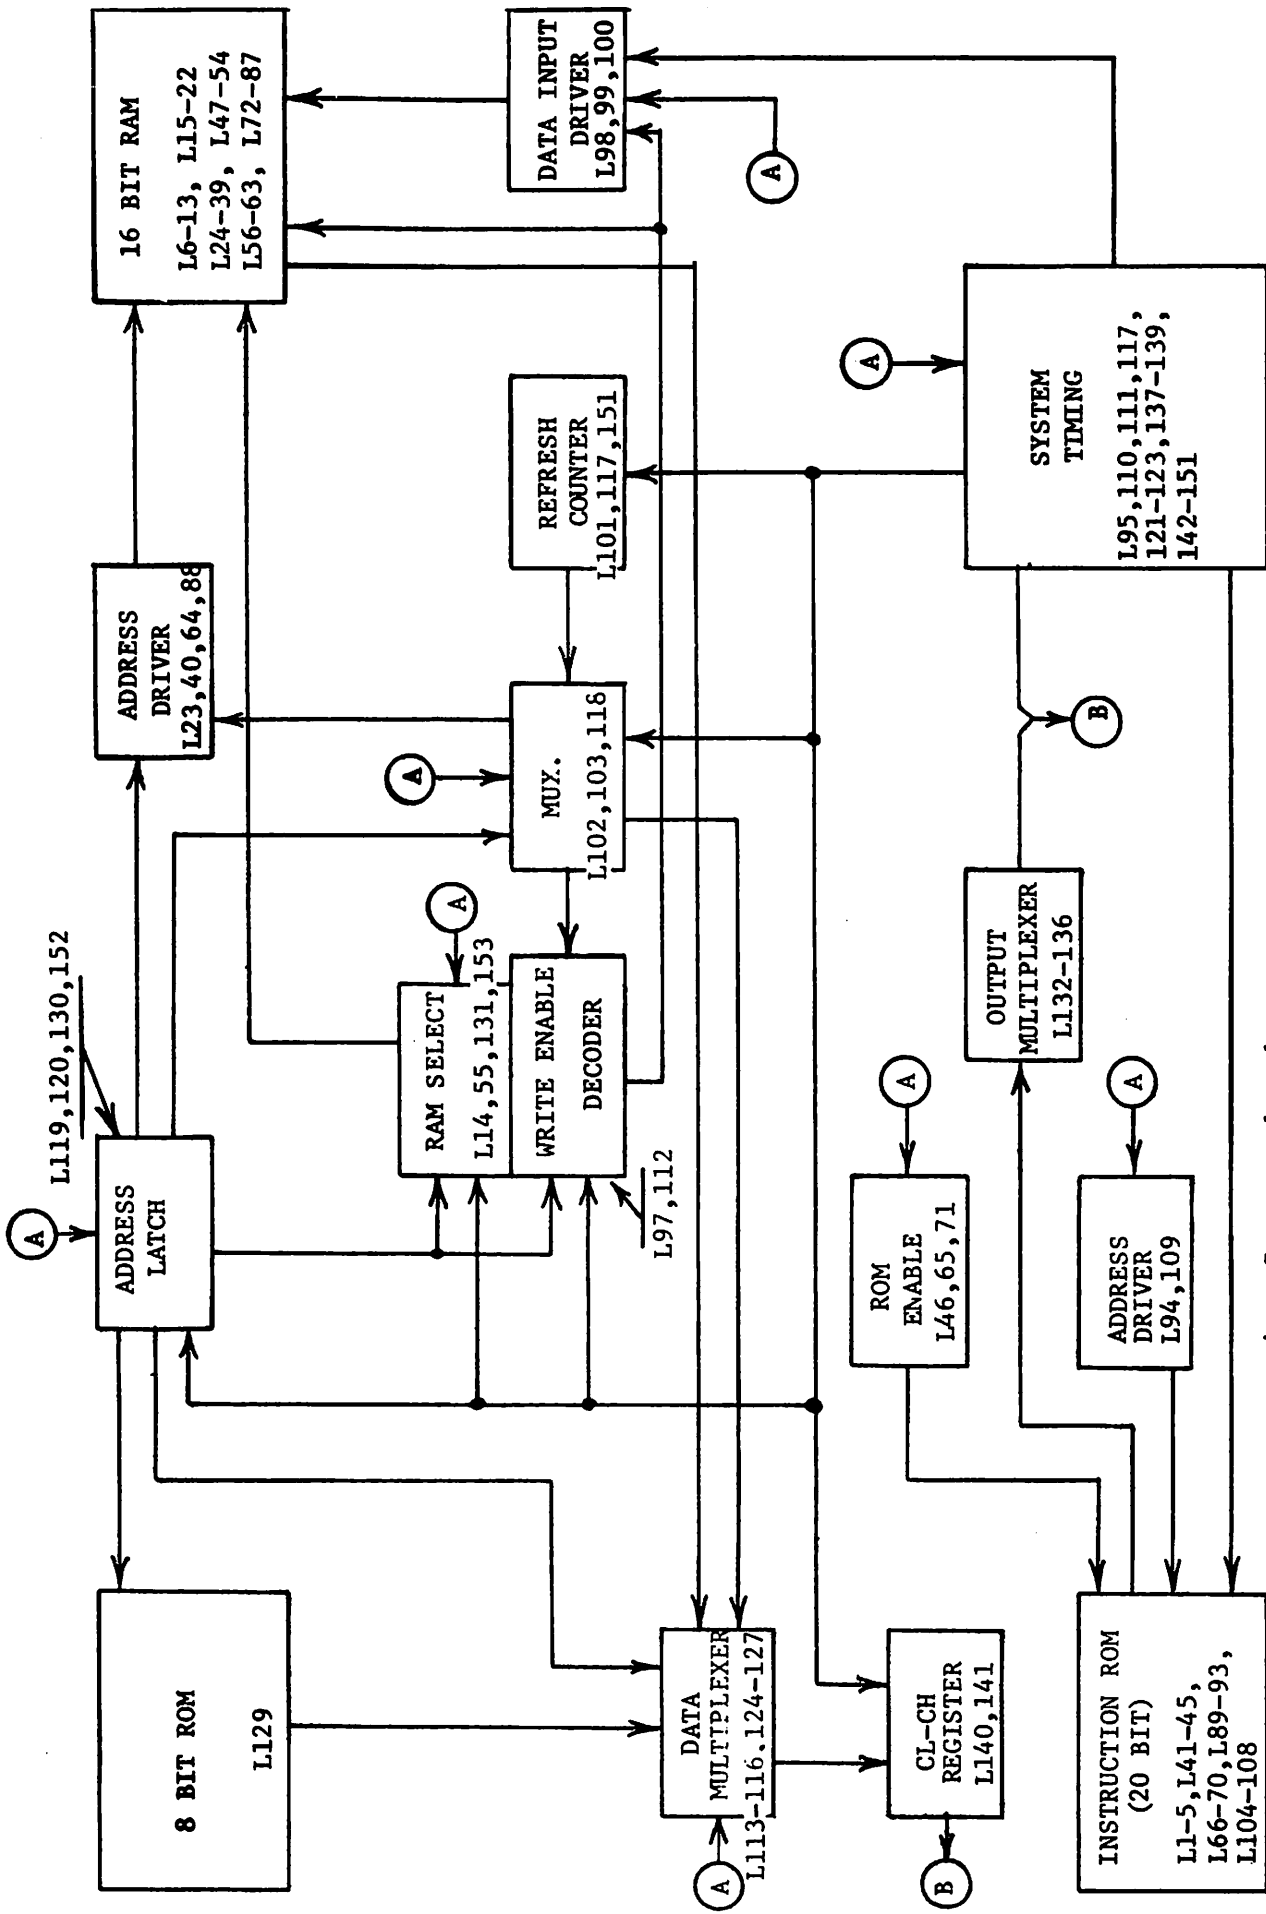 8 BIT ROM
L129
A
ADDRESS
LATCH
L119,120,130,152
ADDRESS
DRIVER
L23,40,64,88
16 BIT RAM
L6-13, L15-22
L24-39, L47-54
L56-63, L72-87
RAM SELECT
L14,55,131,153
A
WRITE ENABLE
DECODER
L97,112
A
MUX.
L102,103,118
REFRESH
COUNTER
L101,117,151
DATA INPUT
DRIVER
L98,99,100
A
A
DATA
MULTIPLEXER
L113-116.124-127
B
CL-CH
REGISTER
L140,141
ROM
ENABLE
L46,65,71
A
INSTRUCTION ROM
(20 BIT)
L1-5,L41-45,
L66-70,L89-93,
L104-108
ADDRESS
DRIVER
L94,109
A
OUTPUT
MULTIPLEXER
L132-136
B
A
SYSTEM
TIMING
L95,110,111,117,
121-123,137-139,
142-151